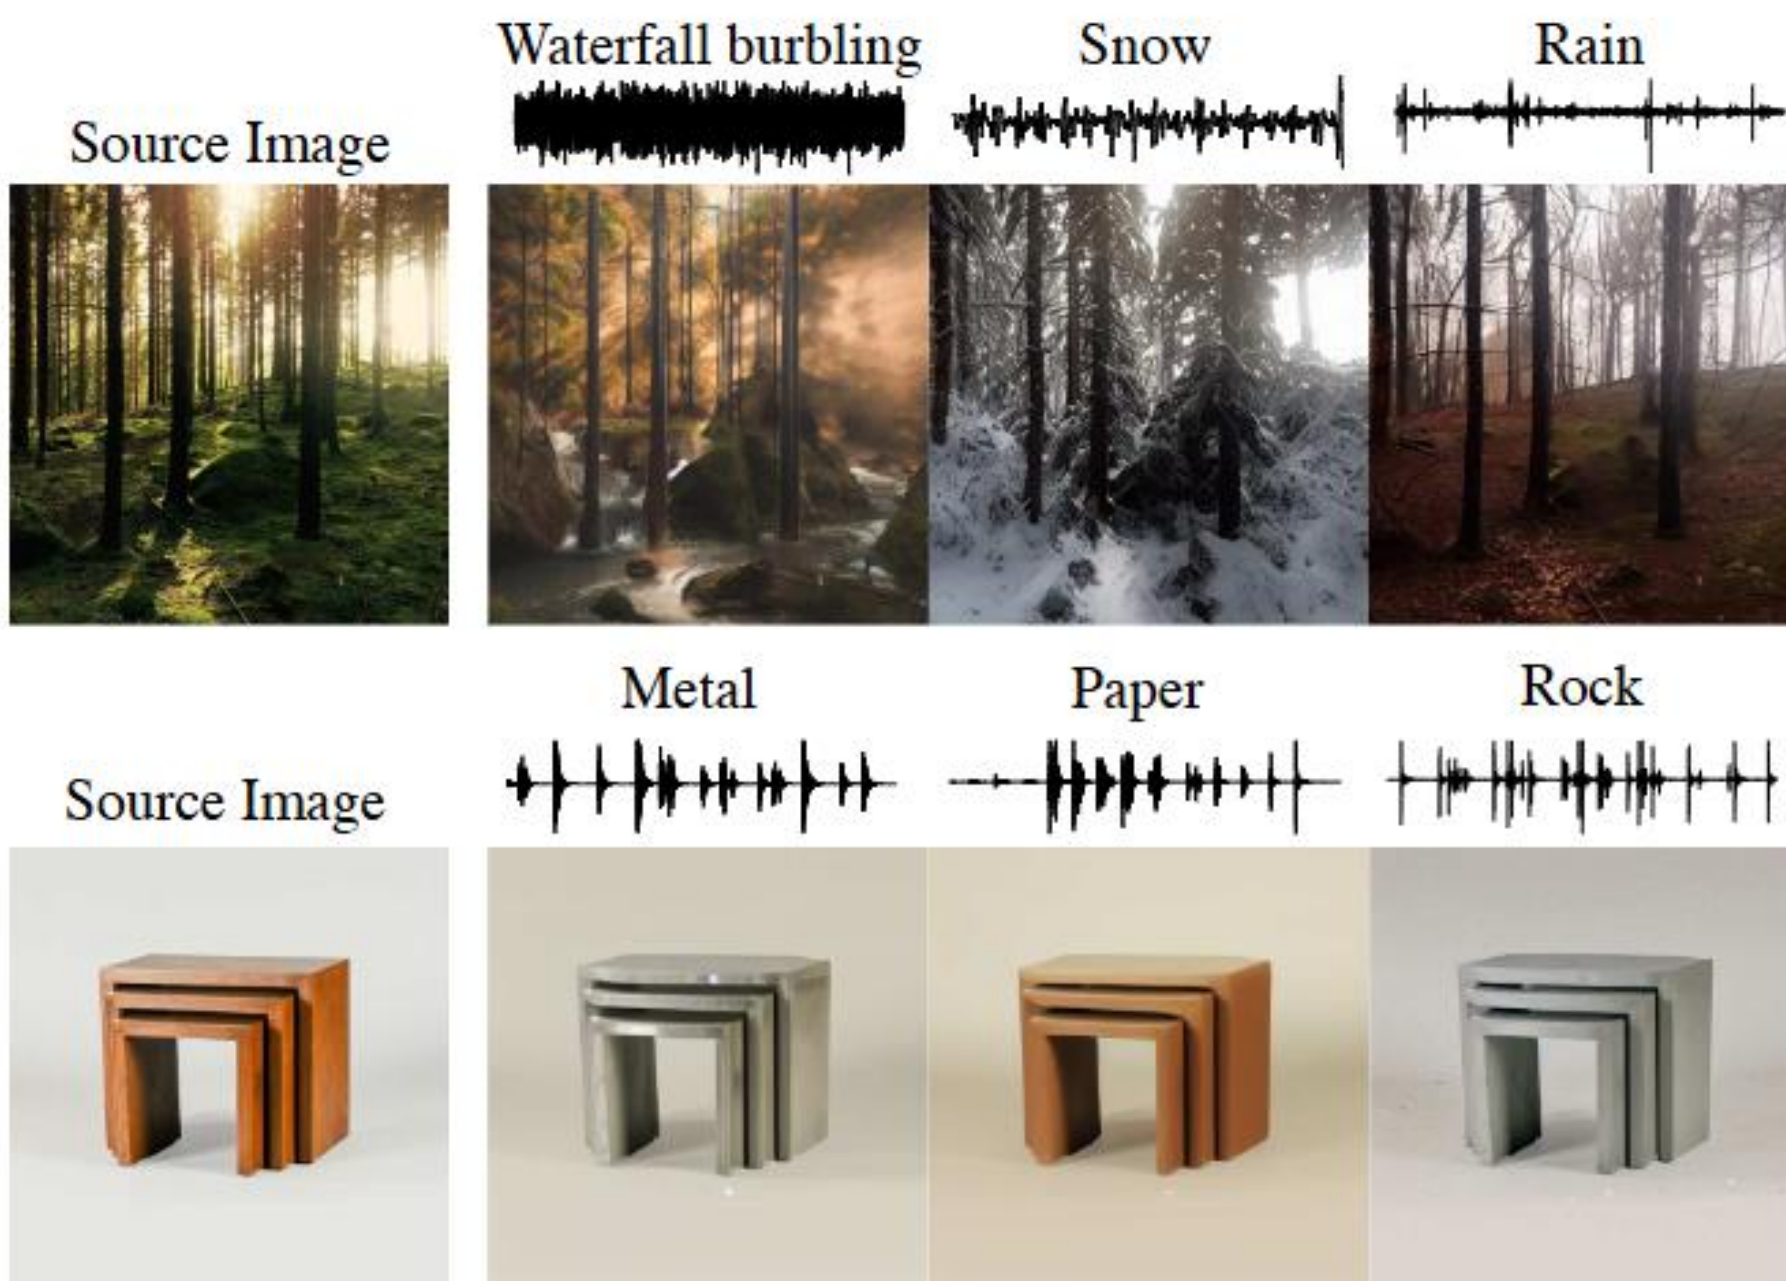 Waterfall burbling
Snow
Rain
Source Image
Metal
Paper
Rock
Source Image